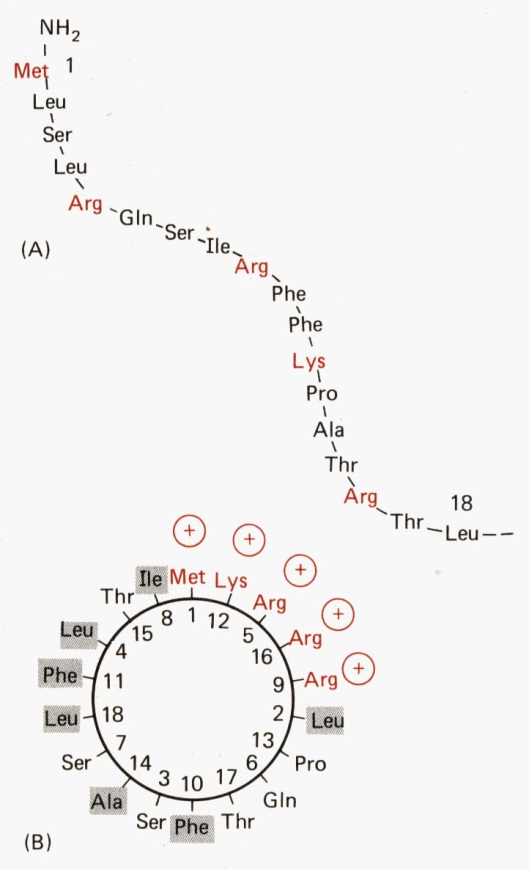 NH2
Met 1
Leu
Ser
Leu
Arg
Gln
Ser
Ile
(A)
Arg
Phe
Phe
Lys
Pro
Ala
Thr
Arg
18
Thr
Leu
+ + + + +
Ile Met Lys
Thr Arg
8 1 12
15 5
Leu Arg
4 16
Phe 11 9 Arg
Leu 18 2 Leu
7 13
Ser 14 6 Pro
3 10 17
Ala Gln
Ser Phe Thr
(B)